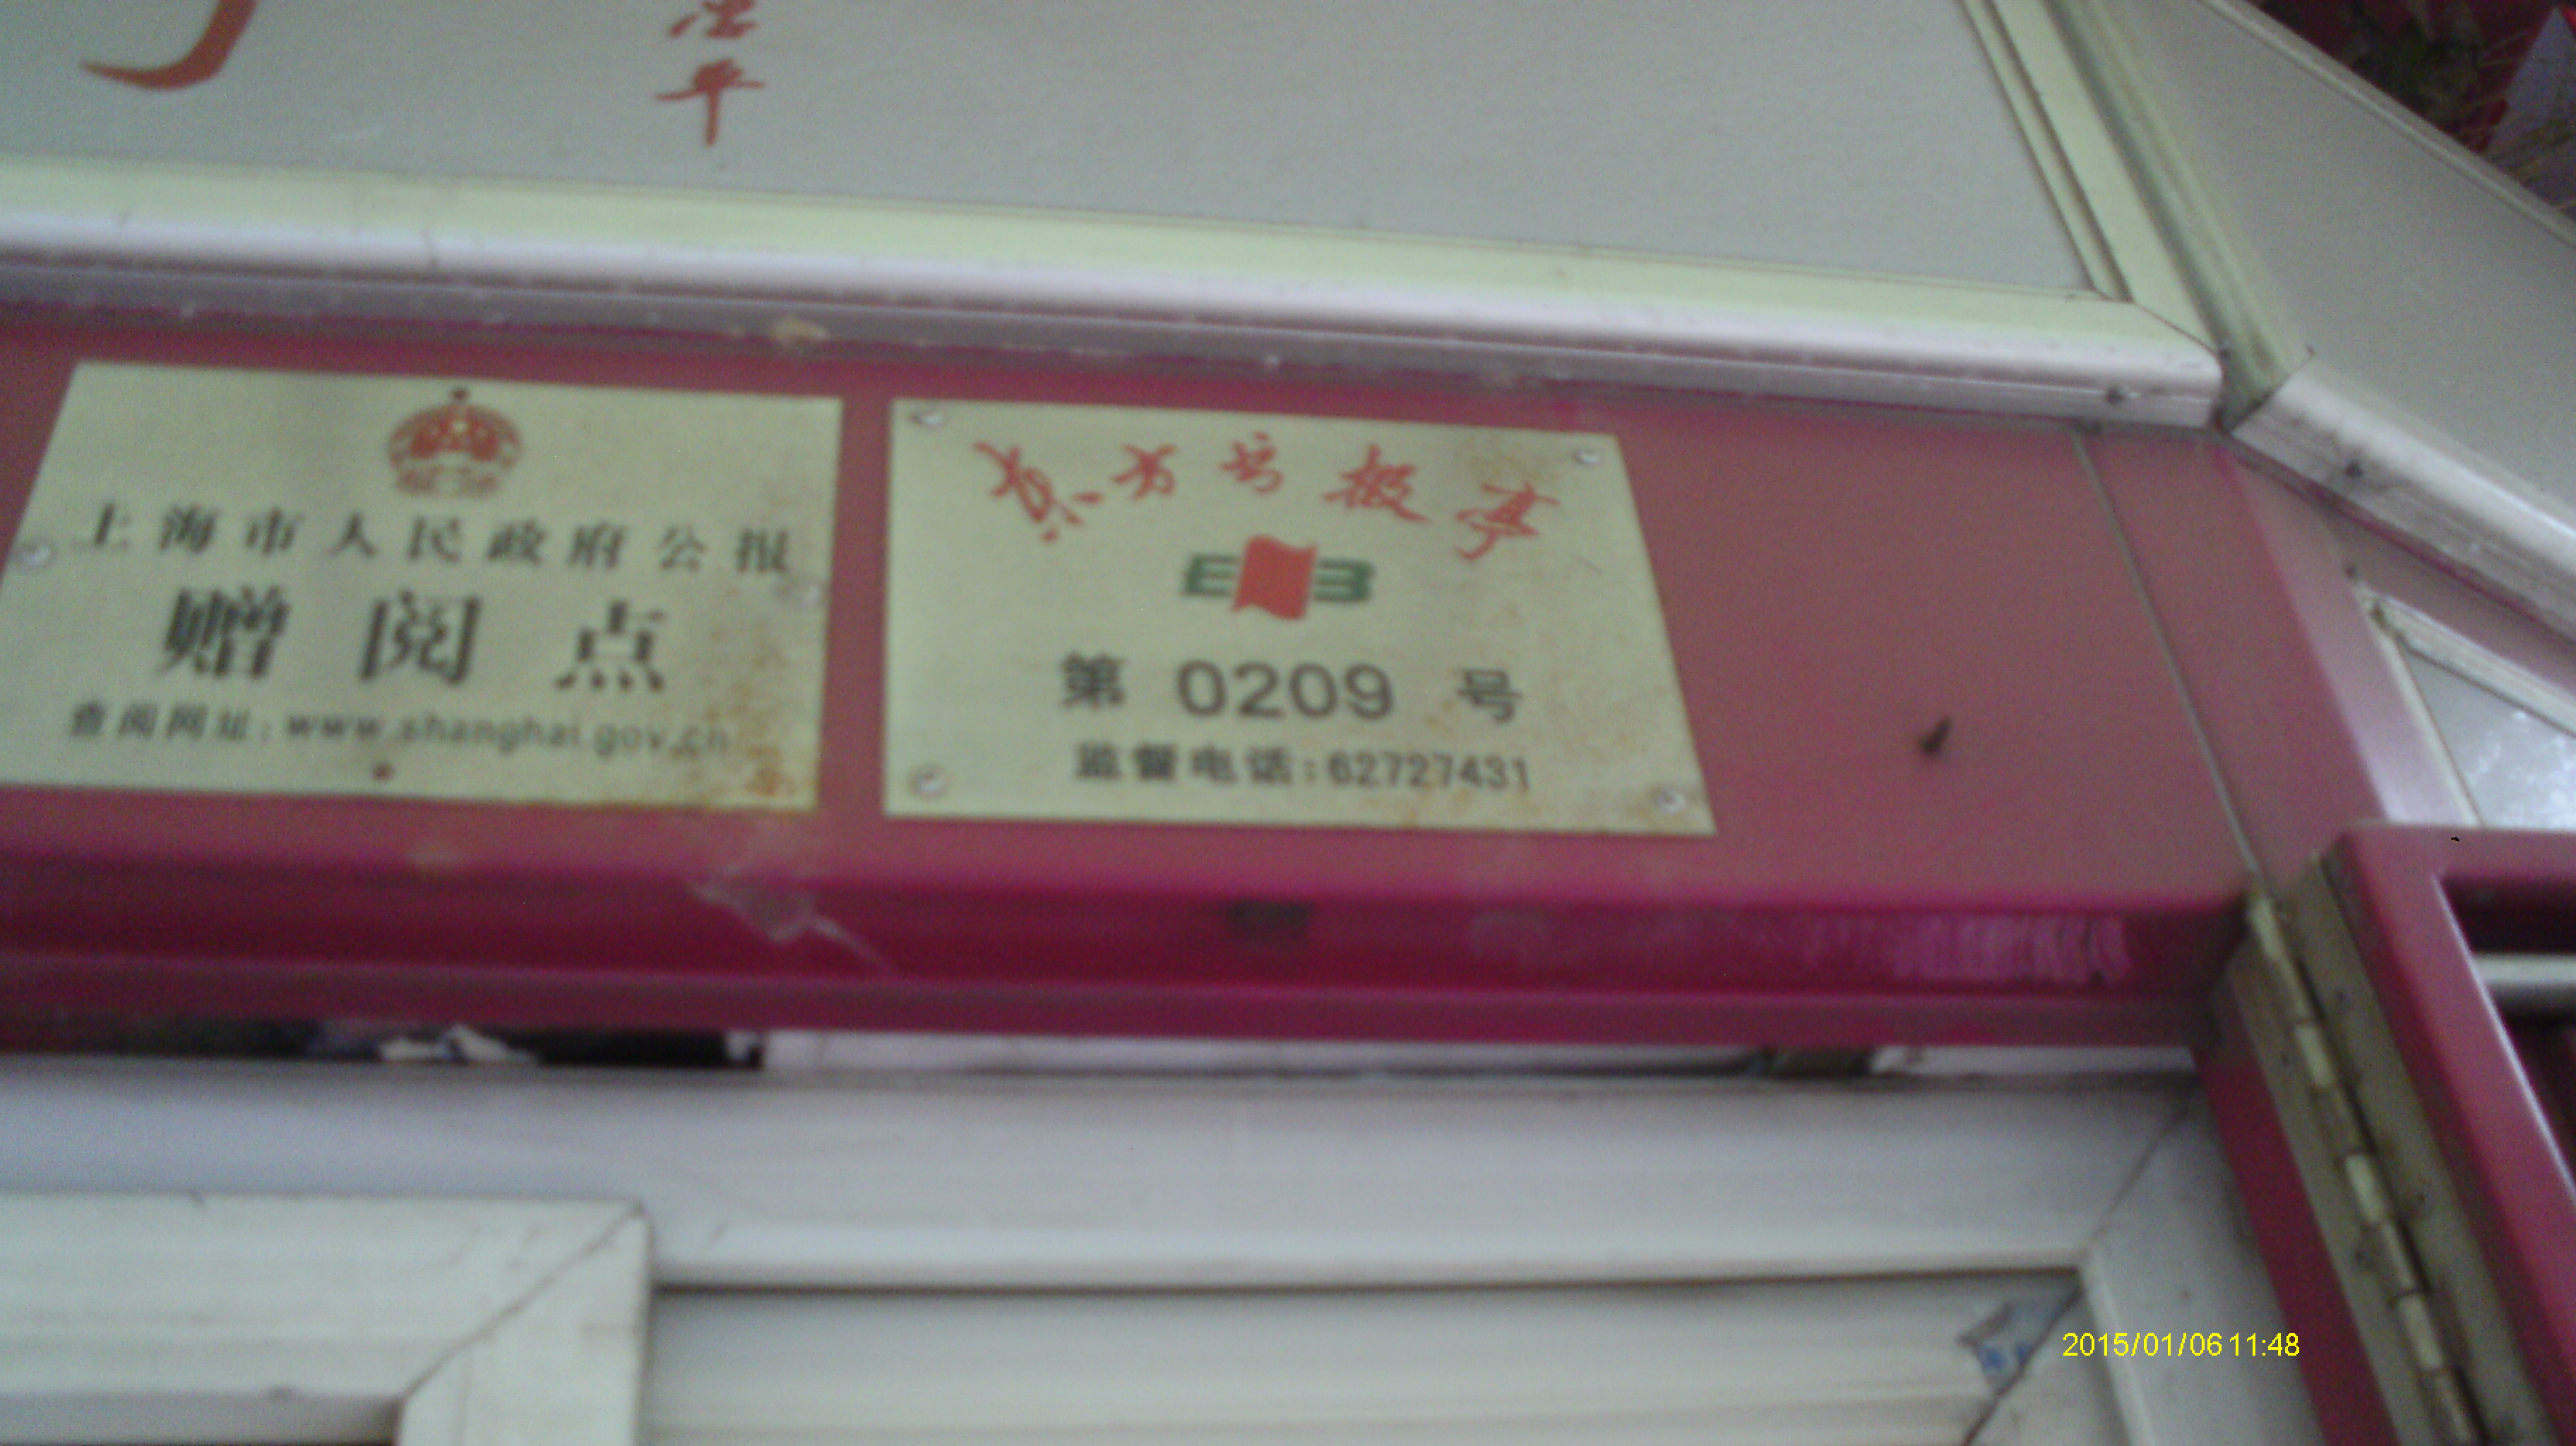 平
上海市人民政府公报
赠阅点
查阅网址:www.shanghai.gov.cn
东方书报亭
EB
第 0209 号
监督电话:62727431
2015/01/06 11:48